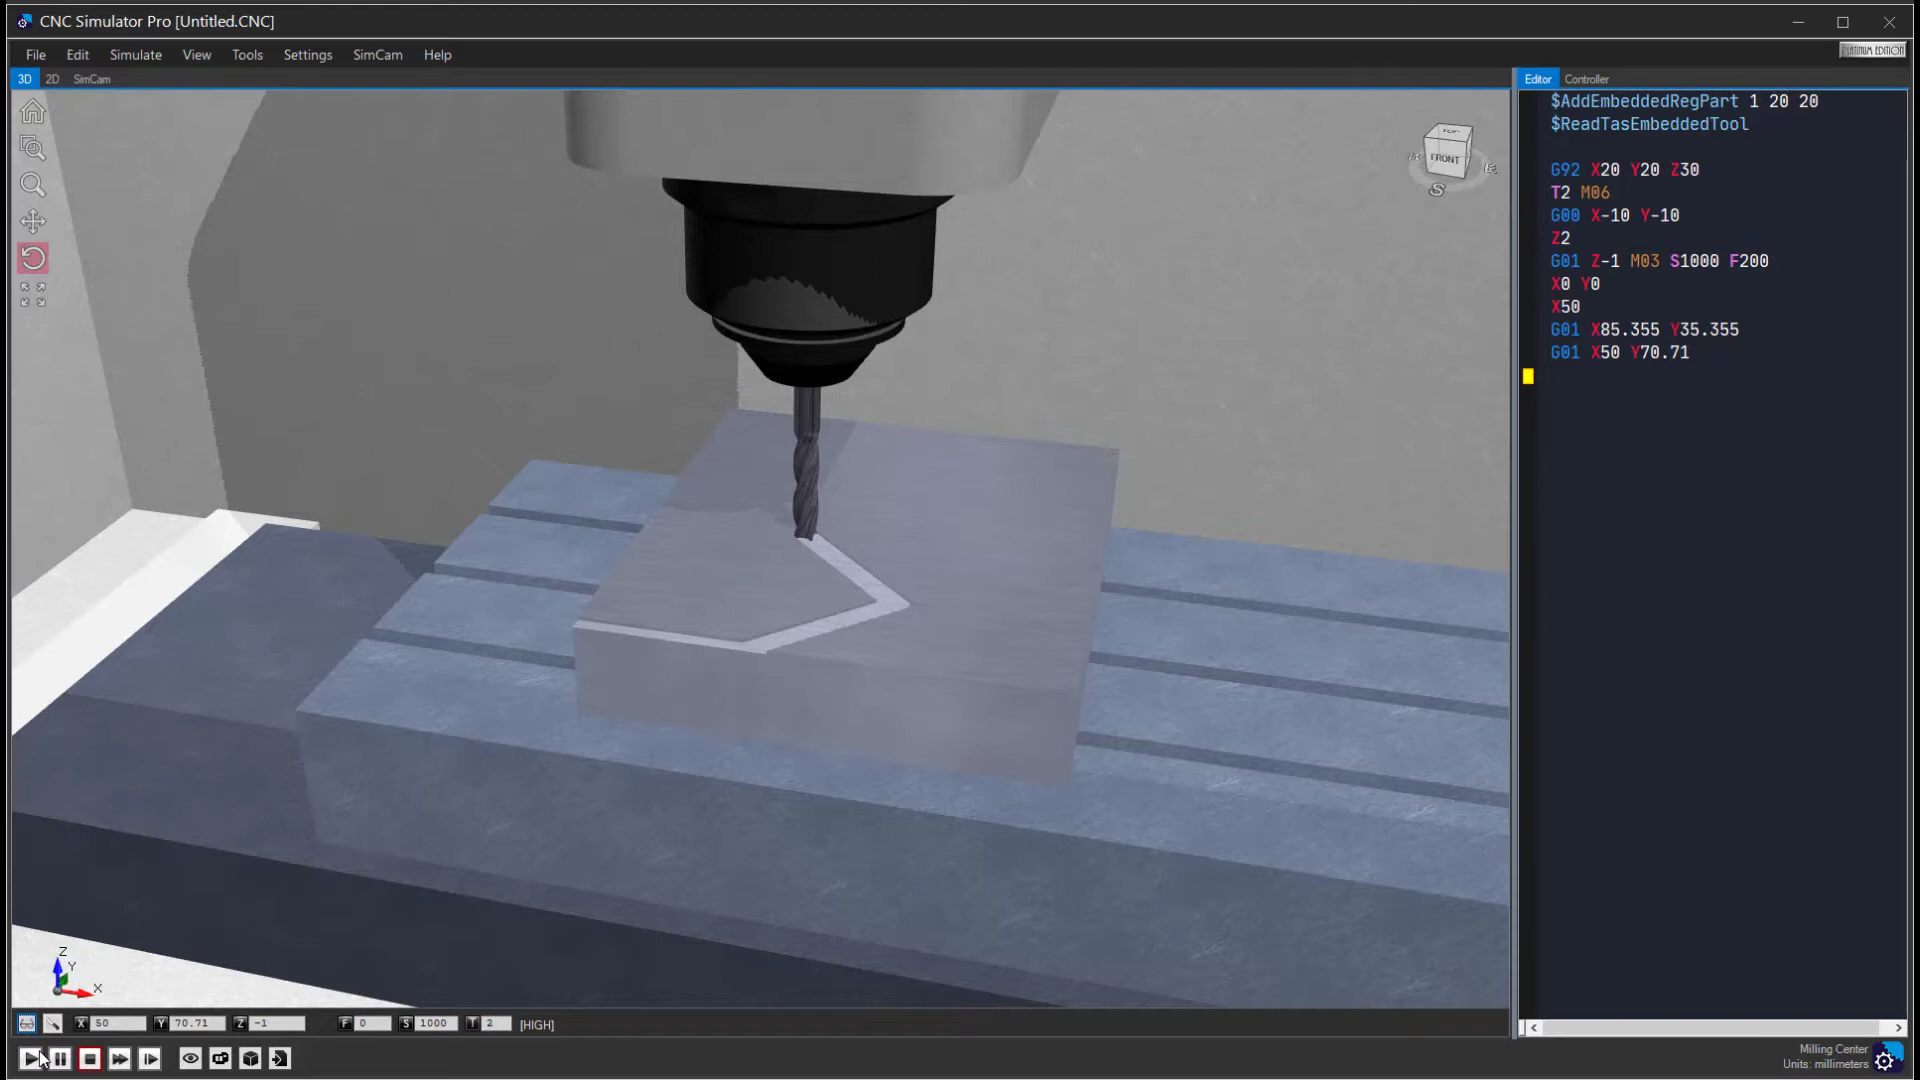 CNC Simulator Pro [Untitled.CNC]
File Edit Simulate View Tools Settings SimCam Help
PLATINUM EDITION
3D 2D SimCam
Editor Controller
$AddEmbeddedRegPart 1 20 20
$ReadTasEmbeddedTool
G92 X20 Y20 Z30
T2 M06
G00 X-10 Y-10
Z2
G01 Z-1 M03 S1000 F200
X0 Y0
X50
G01 X85.355 Y35.355
G01 X50 Y70.71
TOP
FRONT
W
E
S
Z
Y
X
X 50 Y 70.71 Z -1 F 0 S 1000 T 2 [HIGH]
Milling Center
Units: millimeters